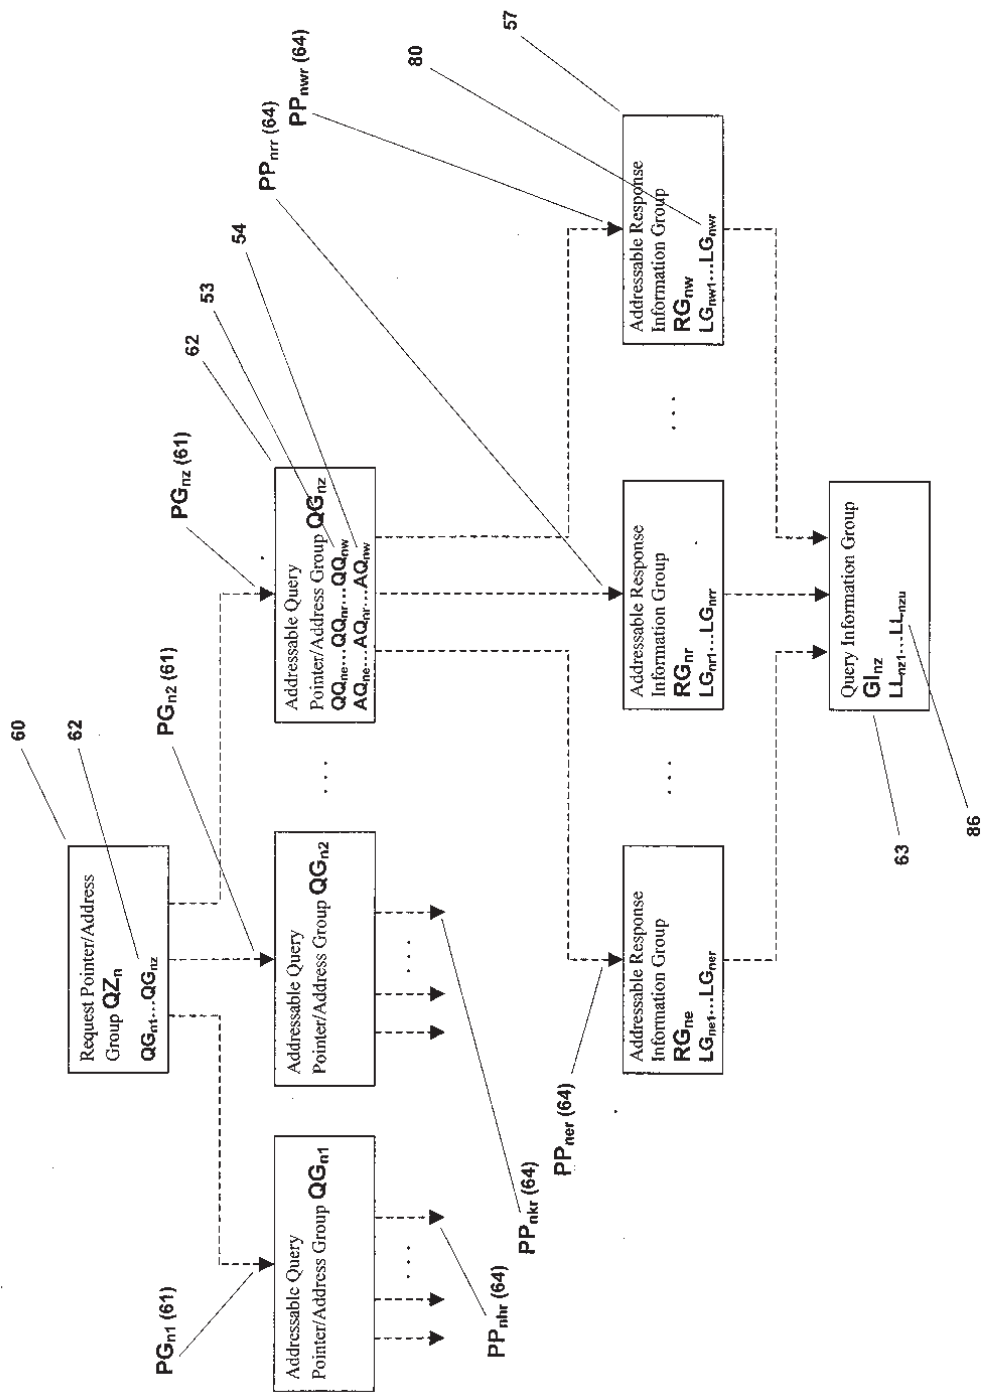 60
62
Request Pointer/Address
Group QZn
QGn1...QGnz
PGn1 (61)
PGn2 (61)
PGnz (61)
62
53
54
Addressable Query
Pointer/Address Group QGn1
Addressable Query
Pointer/Address Group QGn2
. . .
Addressable Query
Pointer/Address Group QGnz
QQne...QQnr...QQnw
AQne...AQnr...AQnw
. . .
. . .
PPnhr (64)
PPnkr (64)
PPner (64)
PPnrr (64)
PPnwr (64)
80
57
Addressable Response
Information Group
RGne
LGne1...LGner
. . .
Addressable Response
Information Group
RGnr
LGnr1...LGnrr
. . .
Addressable Response
Information Group
RGnw
LGnw1...LGnwr
Query Information Group
GInz
LLnz1...LLnzu
63
86